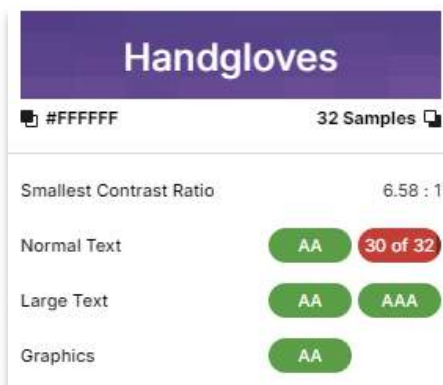 Handgloves
#FFFFFF 32 Samples
Smallest Contrast Ratio 6.58 : 1
Normal Text AA 30 of 32
Large Text AA AAA
Graphics AA